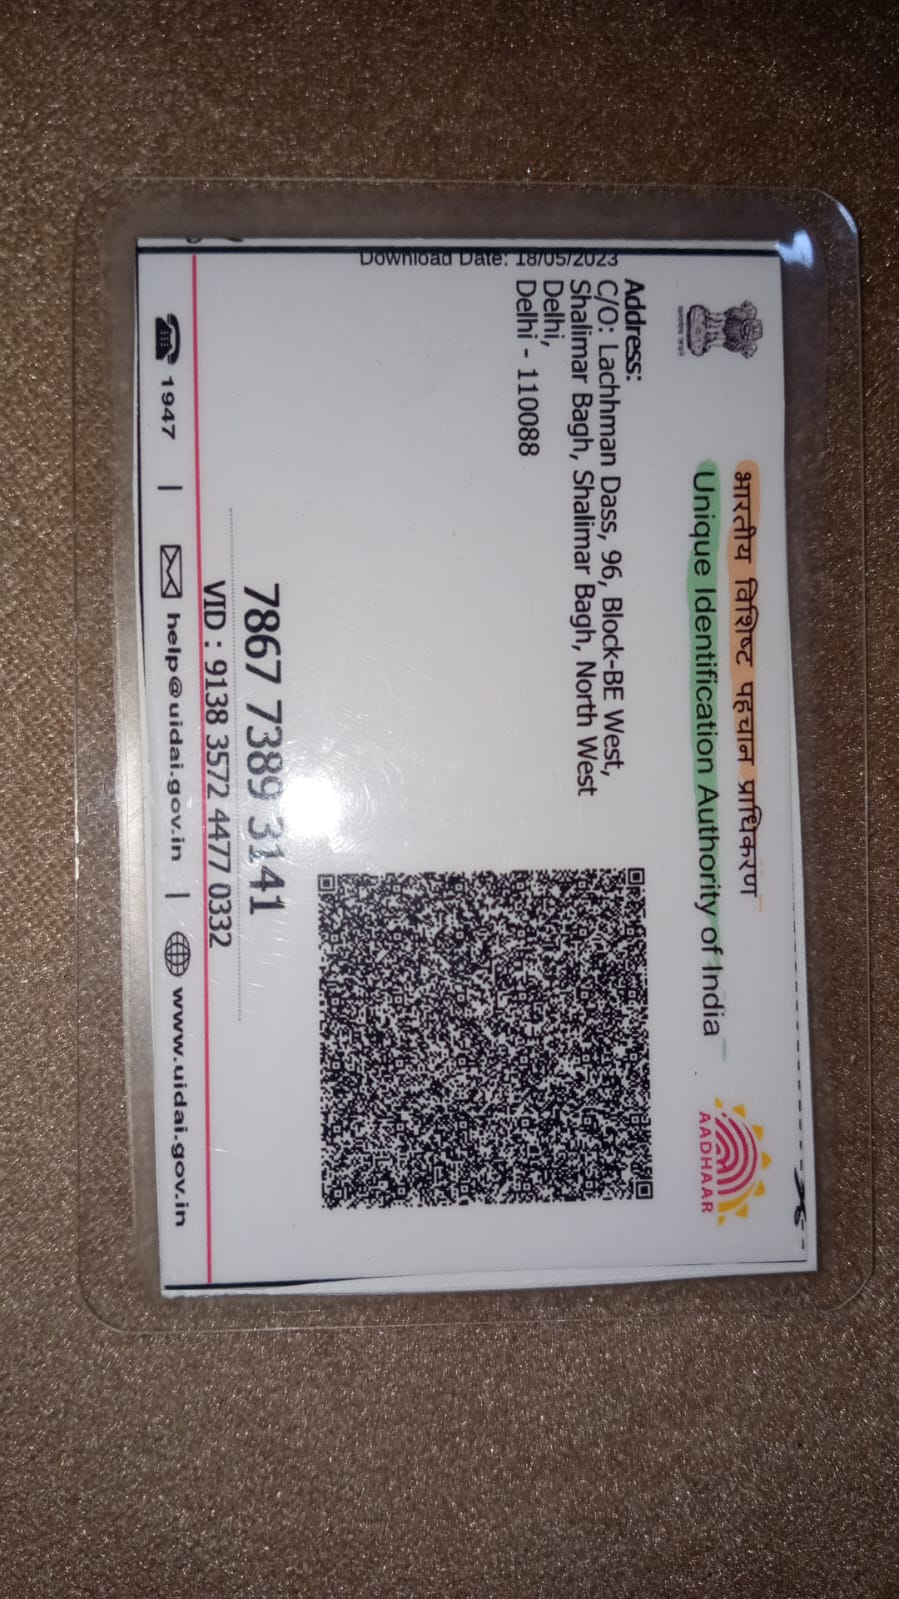 भारतीय विशिष्ट पहचान प्राधिकरण
Unique Identification Authority of India
AADHAAR
Download Date: 18/05/2023
Address:
C/O: Lachhman Dass, 96, Block-BE West,
Shalimar Bagh, Shalimar Bagh, North West
Delhi,
Delhi - 110088
7867 7389 3141
VID : 9138 3572 4477 0332
1947 | help@uidai.gov.in | www.uidai.gov.in